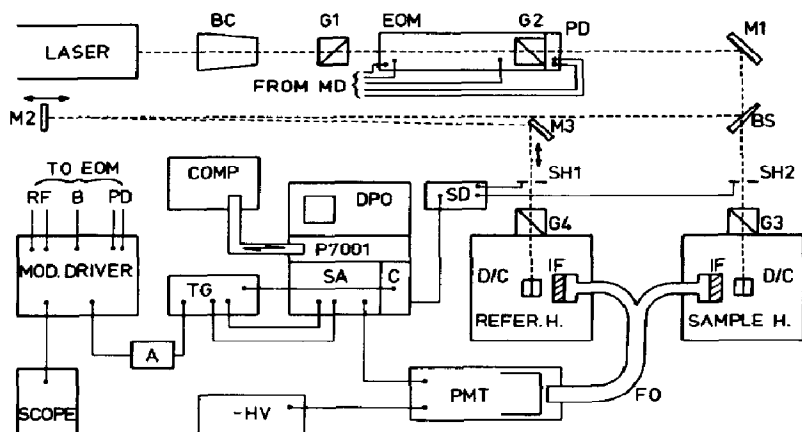 LASER
BC
G1
EOM
G2
PD
M1
FROM MD
M2
M3
BS
TO EOM
RF B PD
MOD. DRIVER
COMP
DPO
P7001
SD
SH1
SH2
G4
G3
TG
SA
C
D/C
IF
REFER. H.
IF
D/C
SAMPLE H.
A
SCOPE
-HV
PMT
FO